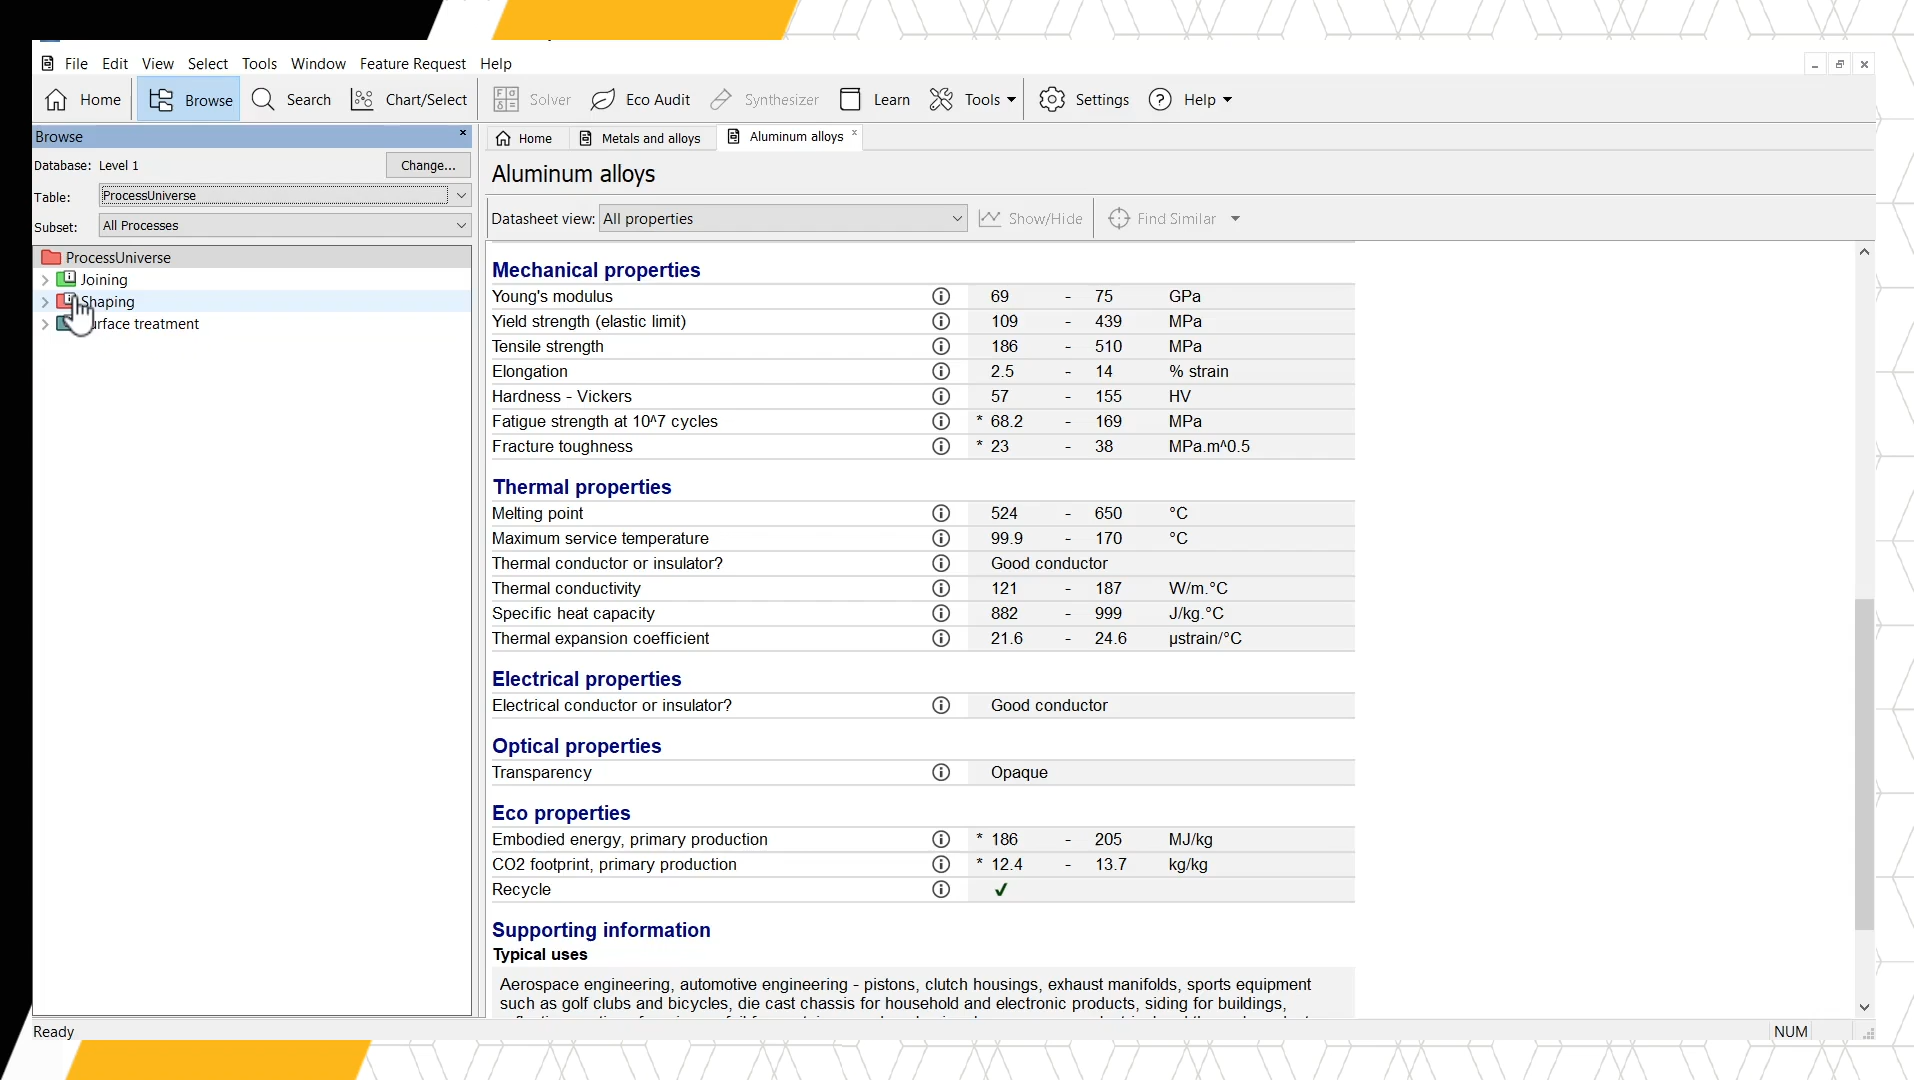 File Edit View Select Tools Window Feature Request Help
Home Browse Search Chart/Select Solver Eco Audit Synthesizer Learn Tools Settings Help
Browse
Database: Level 1 Change...
Table: ProcessUniverse
Subset: All Processes
ProcessUniverse
Joining
Shaping
urface treatment
Home Metals and alloys Aluminum alloys
Aluminum alloys
Datasheet view: All properties Show/Hide Find Similar
Mechanical properties
Young's modulus 69 - 75 GPa
Yield strength (elastic limit) 109 - 439 MPa
Tensile strength 186 - 510 MPa
Elongation 2.5 - 14 % strain
Hardness - Vickers 57 - 155 HV
Fatigue strength at 10^7 cycles * 68.2 - 169 MPa
Fracture toughness * 23 - 38 MPa.m^0.5
Thermal properties
Melting point 524 - 650 °C
Maximum service temperature 99.9 - 170 °C
Thermal conductor or insulator? Good conductor
Thermal conductivity 121 - 187 W/m.°C
Specific heat capacity 882 - 999 J/kg.°C
Thermal expansion coefficient 21.6 - 24.6 µstrain/°C
Electrical properties
Electrical conductor or insulator? Good conductor
Optical properties
Transparency Opaque
Eco properties
Embodied energy, primary production * 186 - 205 MJ/kg
CO2 footprint, primary production * 12.4 - 13.7 kg/kg
Recycle ✓
Supporting information
Typical uses
Aerospace engineering, automotive engineering - pistons, clutch housings, exhaust manifolds, sports equipment
such as golf clubs and bicycles, die cast chassis for household and electronic products, siding for buildings,
Ready NUM